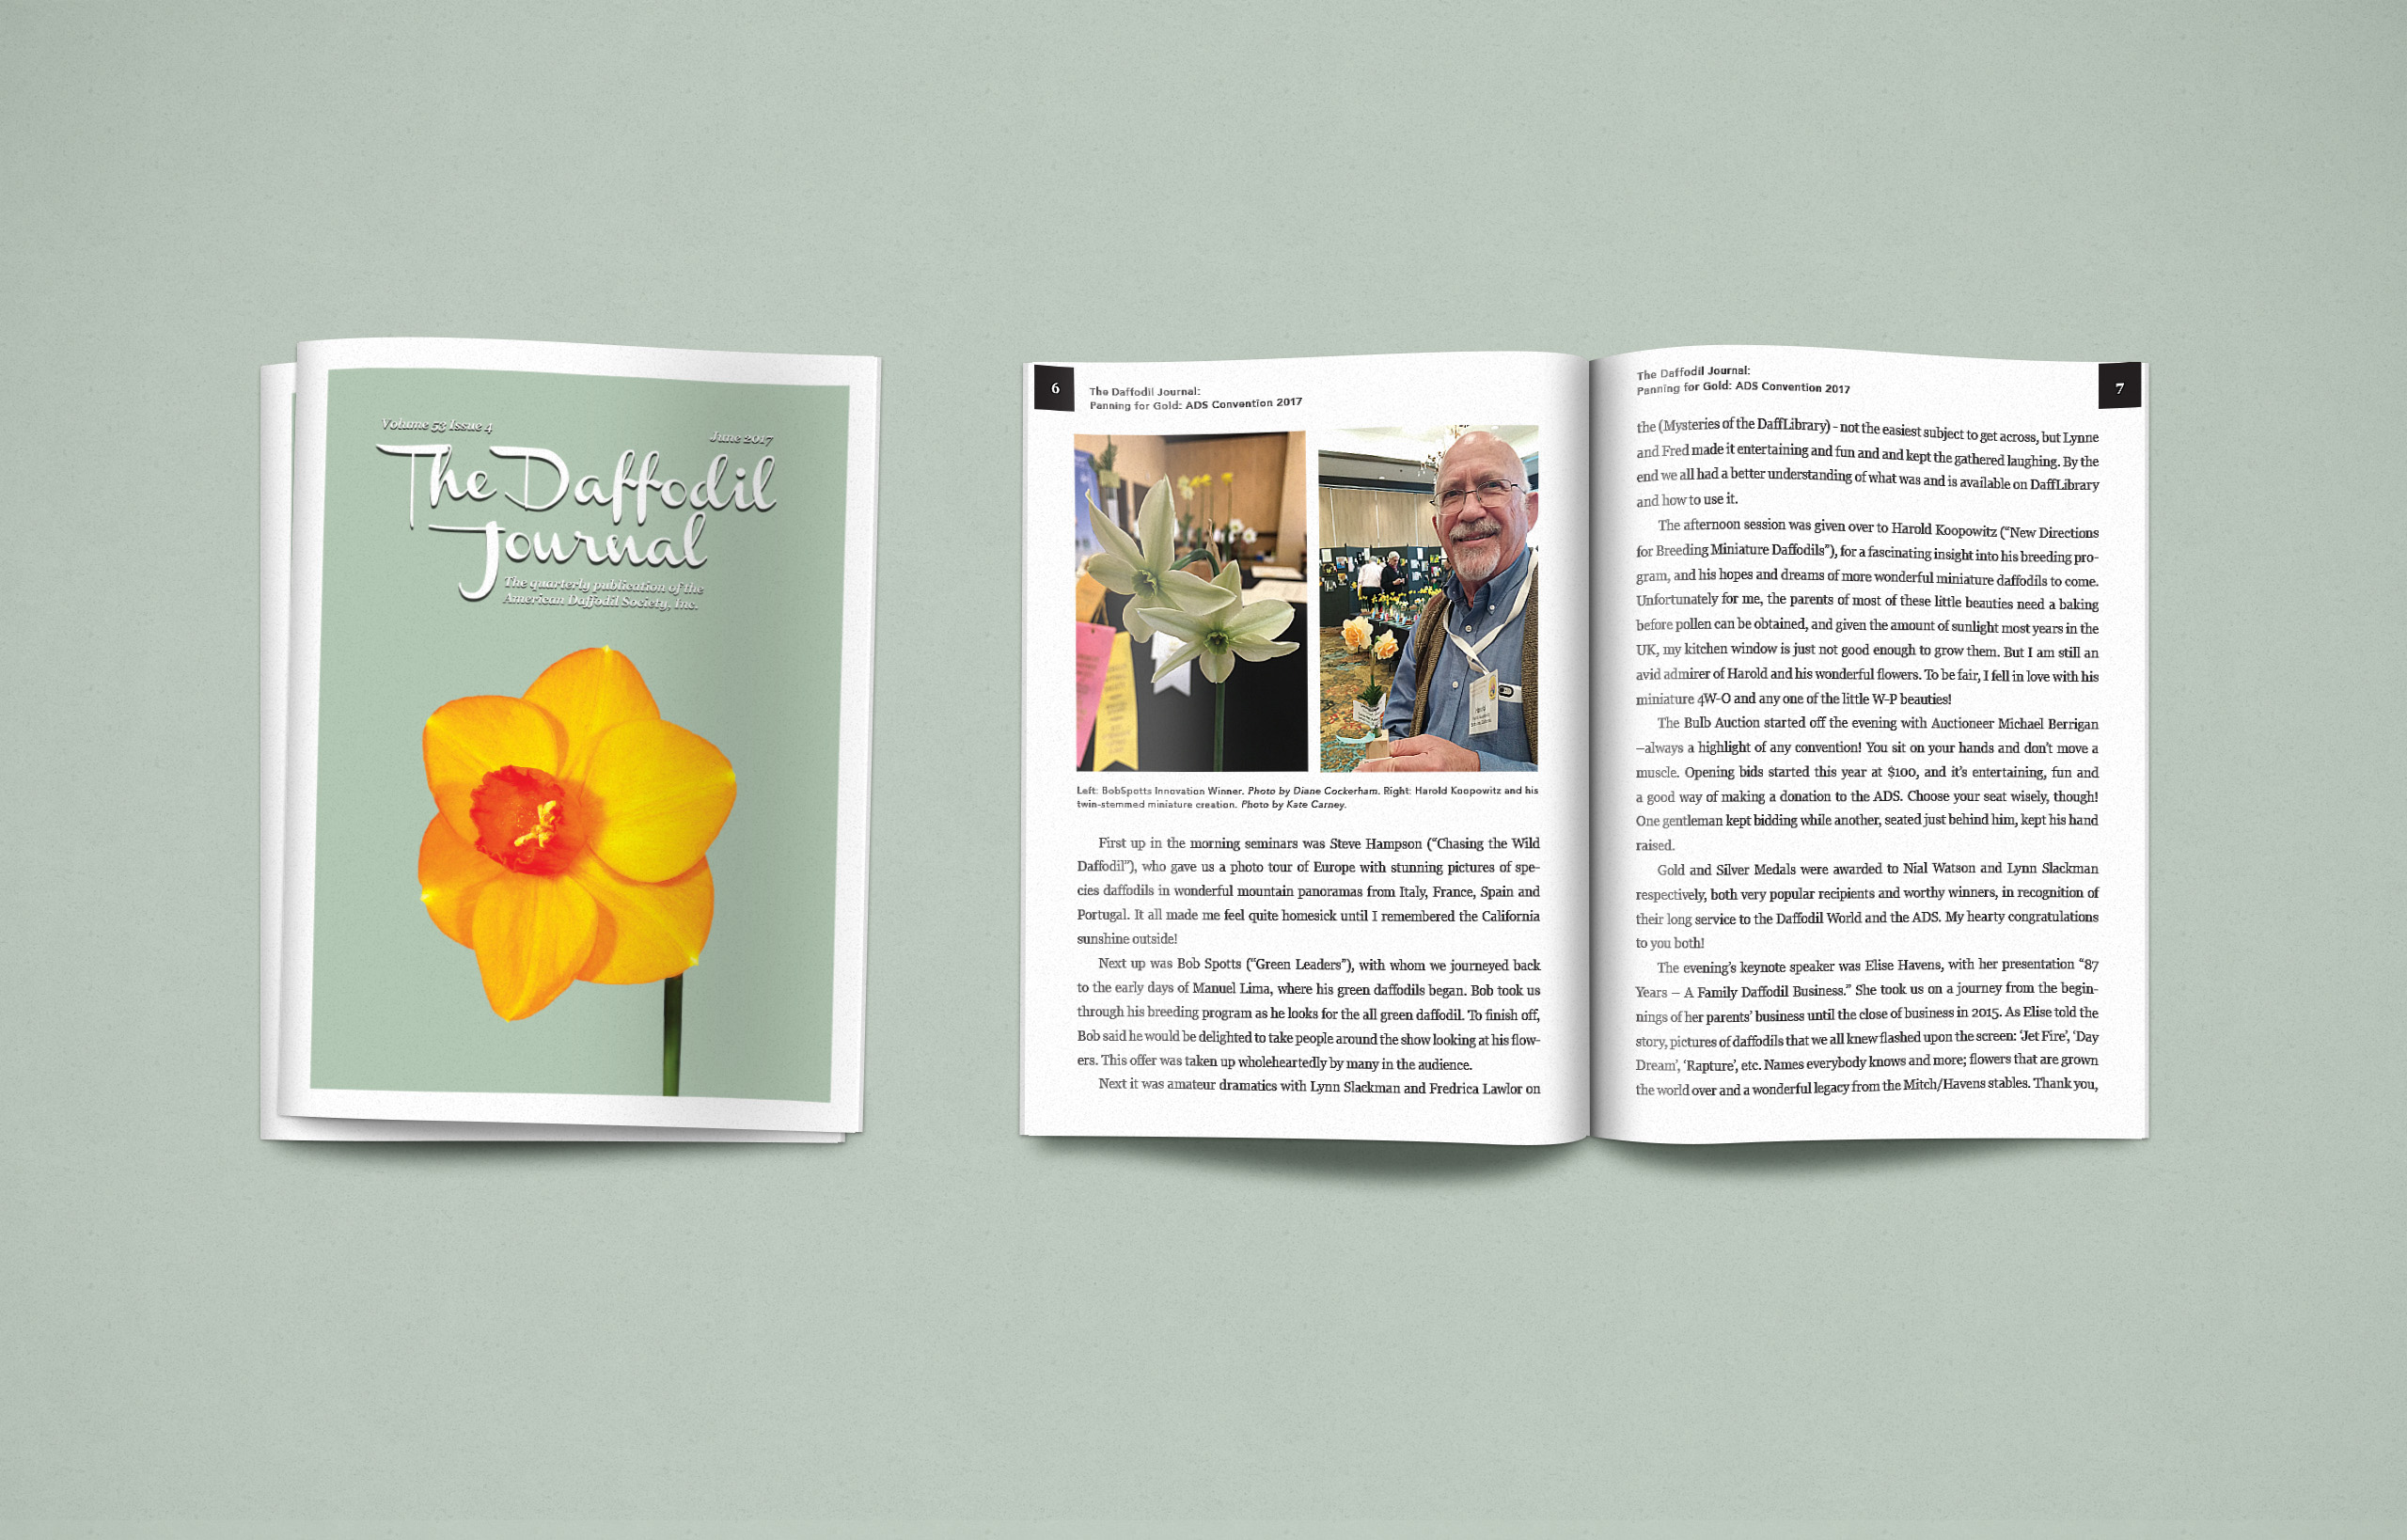 Volume 53 Issue 4
June 2017
The Daffodil
Journal
The quarterly publication of the
American Daffodil Society, Inc.
6
The Daffodil Journal:
Panning for Gold: ADS Convention 2017
Left: BobSpotts Innovation Winner. Photo by Diane Cockerham. Right: Harold Koopowitz and his
twin-stemmed miniature creation. Photo by Kate Carney.
First up in the morning seminars was Steve Hampson (“Chasing the Wild
Daffodil”), who gave us a photo tour of Europe with stunning pictures of spe-
cies daffodils in wonderful mountain panoramas from Italy, France, Spain and
Portugal. It all made me feel quite homesick until I remembered the California
sunshine outside!
Next up was Bob Spotts (“Green Leaders”), with whom we journeyed back
to the early days of Manuel Lima, where his green daffodils began. Bob took us
through his breeding program as he looks for the all green daffodil. To finish off,
Bob said he would be delighted to take people around the show looking at his flow-
ers. This offer was taken up wholeheartedly by many in the audience.
Next it was amateur dramatics with Lynn Slackman and Fredrica Lawlor on
The Daffodil Journal:
Panning for Gold: ADS Convention 2017
7
the (Mysteries of the DaffLibrary) - not the easiest subject to get across, but Lynne
and Fred made it entertaining and fun and and kept the gathered laughing. By the
end we all had a better understanding of what was and is available on DaffLibrary
and how to use it.
The afternoon session was given over to Harold Koopowitz (“New Directions
for Breeding Miniature Daffodils”), for a fascinating insight into his breeding pro-
gram, and his hopes and dreams of more wonderful miniature daffodils to come.
Unfortunately for me, the parents of most of these little beauties need a baking
before pollen can be obtained, and given the amount of sunlight most years in the
UK, my kitchen window is just not good enough to grow them. But I am still an
avid admirer of Harold and his wonderful flowers. To be fair, I fell in love with his
miniature 4W-O and any one of the little W-P beauties!
The Bulb Auction started off the evening with Auctioneer Michael Berrigan
–always a highlight of any convention! You sit on your hands and don’t move a
muscle. Opening bids started this year at $100, and it’s entertaining, fun and
a good way of making a donation to the ADS. Choose your seat wisely, though!
One gentleman kept bidding while another, seated just behind him, kept his hand
raised.
Gold and Silver Medals were awarded to Nial Watson and Lynn Slackman
respectively, both very popular recipients and worthy winners, in recognition of
their long service to the Daffodil World and the ADS. My hearty congratulations
to you both!
The evening’s keynote speaker was Elise Havens, with her presentation “87
Years – A Family Daffodil Business.” She took us on a journey from the begin-
nings of her parents’ business until the close of business in 2015. As Elise told the
story, pictures of daffodils that we all knew flashed upon the screen: ‘Jet Fire’, ‘Day
Dream’, ‘Rapture’, etc. Names everybody knows and more; flowers that are grown
the world over and a wonderful legacy from the Mitch/Havens stables. Thank you,